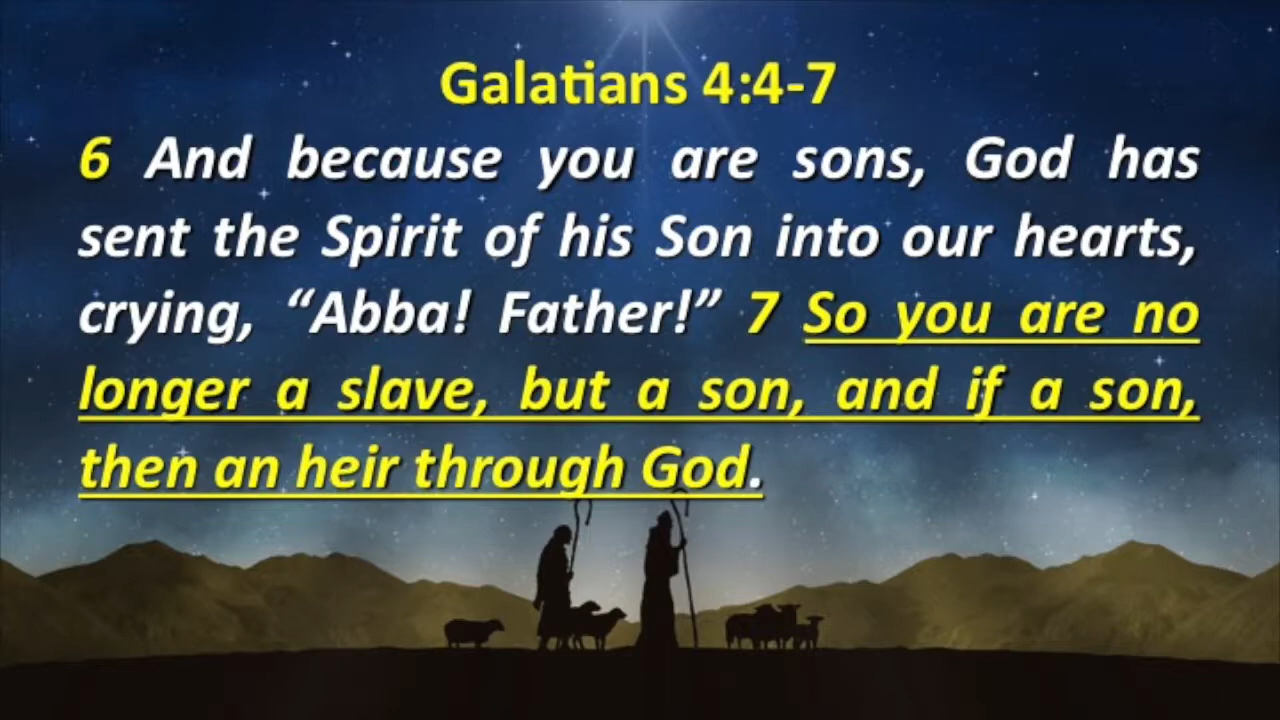 Galatians 4:4-7
6 And because you are sons, God has
sent the Spirit of his Son into our hearts,
crying, “Abba! Father!” 7 So you are no
longer a slave, but a son, and if a son,
then an heir through God.